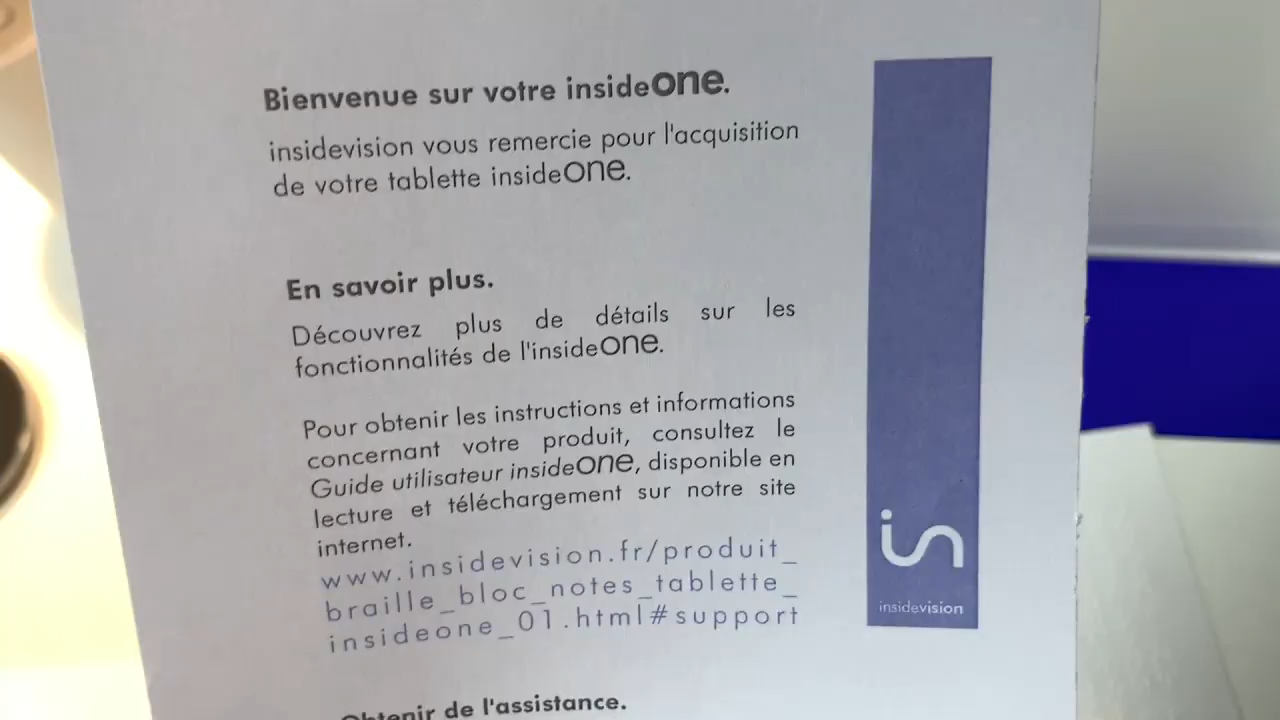 Bienvenue sur votre insideone.
insidevision vous remercie pour l'acquisition
de votre tablette insideone.
En savoir plus.
Découvrez plus de détails sur les
fonctionnalités de l'insideone.
Pour obtenir les instructions et informations
concernant votre produit, consultez le
Guide utilisateur insideone, disponible en
lecture et téléchargement sur notre site
internet.
www.insidevision.fr/produit_
braille_bloc_notes_tablette_
insideone_01.html#support
Obtenir de l'assistance.
in
insidevision